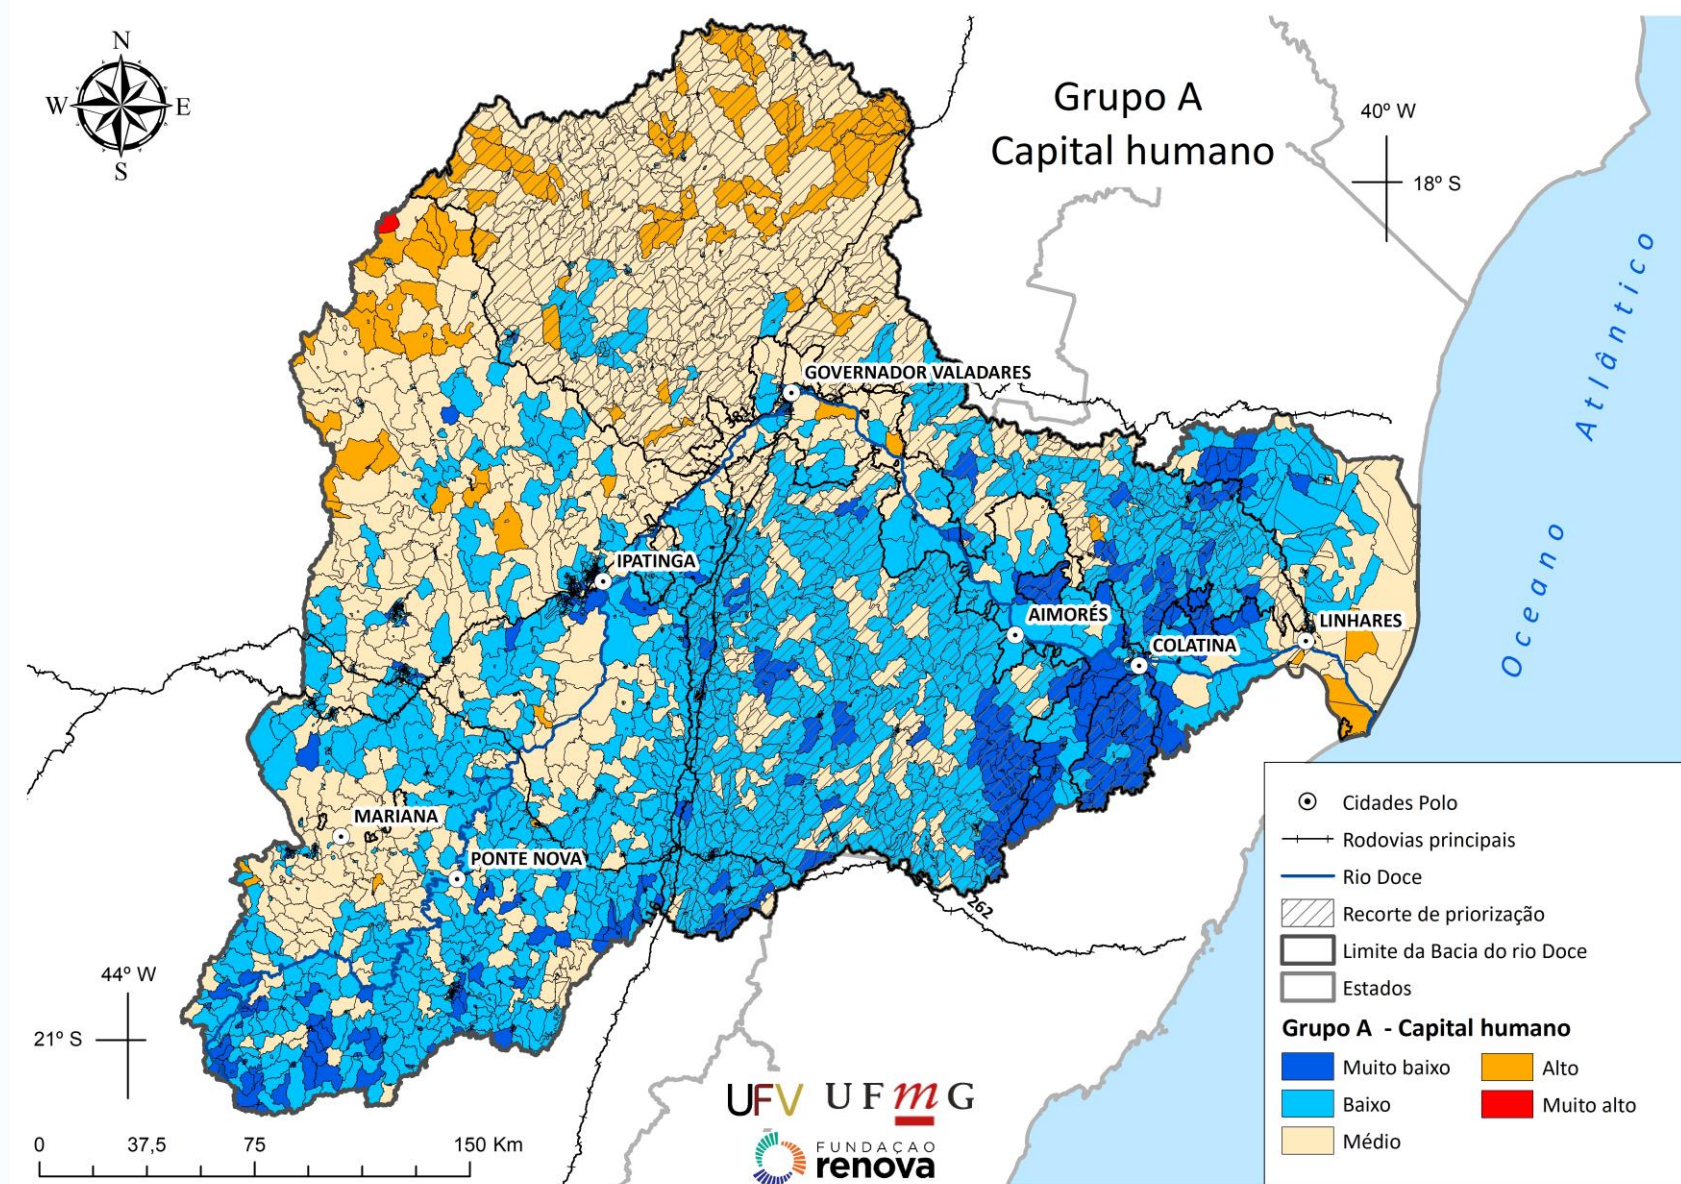 N
W
E
S
Grupo A
Capital humano
40º W
18º S
Oceano Atlântico
GOVERNADOR VALADARES
IPATINGA
AIMORÉS
LINHARES
COLATINA
MARIANA
PONTE NOVA
262
44º W
21º S
0 37,5 75 150 Km
UFV UFmG
FUNDAÇÃO
renova
Cidades Polo
Rodovias principais
Rio Doce
Recorte de priorização
Limite da Bacia do rio Doce
Estados
Grupo A - Capital humano
Muito baixo
Alto
Baixo
Muito alto
Médio